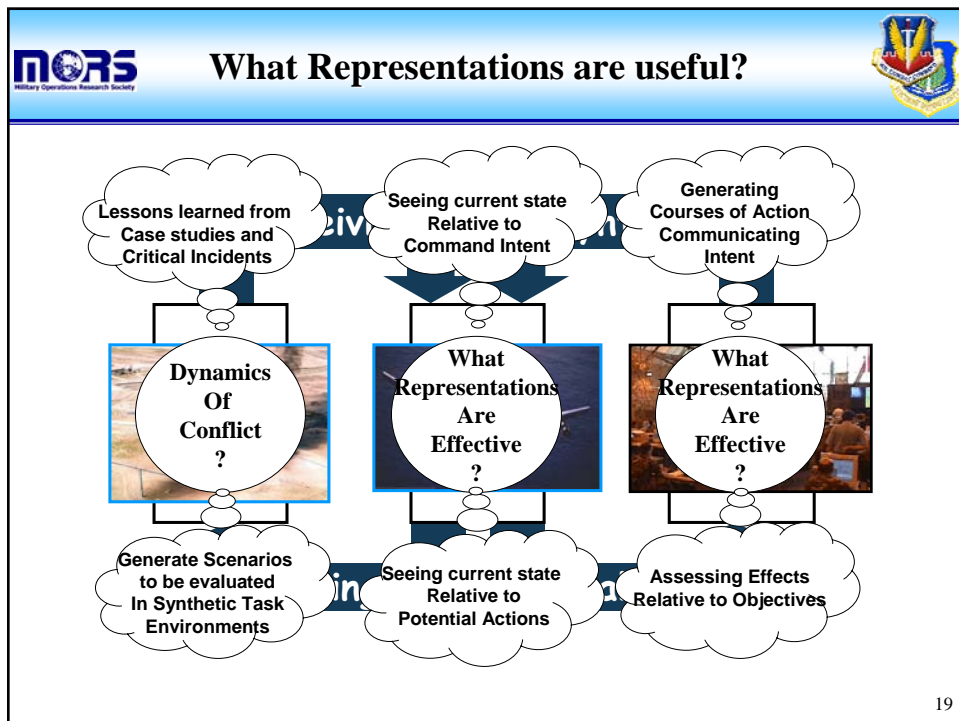 MORS
Military Operations Research Society
What Representations are useful?
AIR COMBAT COMMAND
Lessons learned from
Case studies and
Critical Incidents
Seeing current state
Relative to
Command Intent
Generating
Courses of Action
Communicating
Intent
Dynamics
Of
Conflict
?
What
Representations
Are
Effective
?
What
Representations
Are
Effective
?
Generate Scenarios
to be evaluated
In Synthetic Task
Environments
Seeing current state
Relative to
Potential Actions
Assessing Effects
Relative to Objectives
19